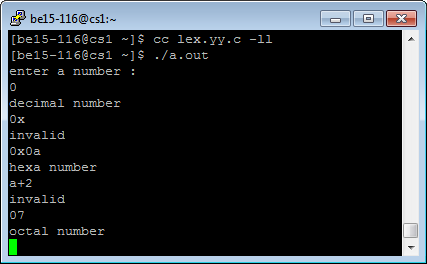 be15-116@cs1:~
[be15-116@cs1 ~]$ cc lex.yy.c -ll
[be15-116@cs1 ~]$ ./a.out
enter a number :
0
decimal number
0x
invalid
0x0a
hexa number
a+2
invalid
07
octal number